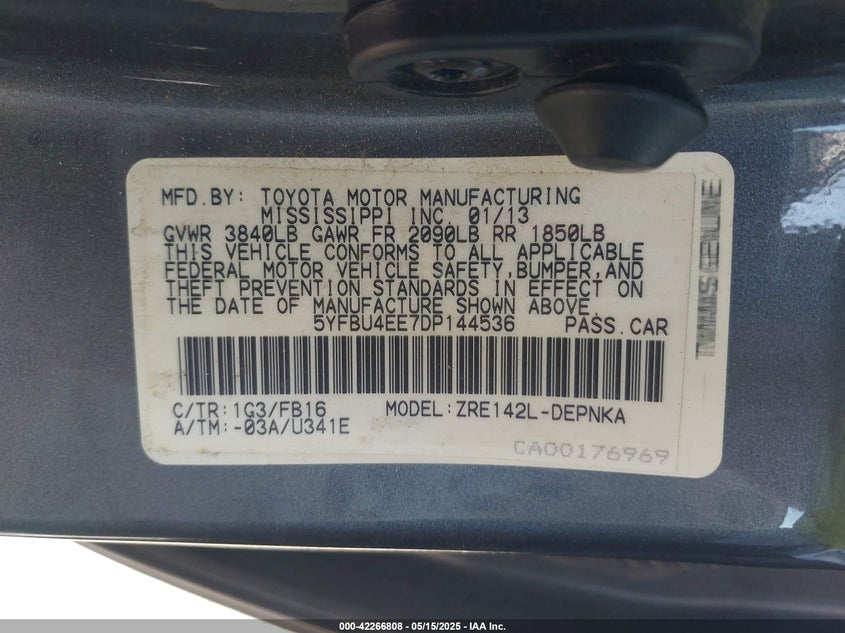 MFD.BY: TOYOTA MOTOR MANUFACTURING
MISSISSIPPI INC. 01/13
GVWR 3840LB GAWR FR 2090LB RR 1850LB
THIS VEHICLE CONFORMS TO ALL APPLICABLE
FEDERAL MOTOR VEHICLE SAFETY,BUMPER,AND
THEFT PREVENTION STANDARDS IN EFFECT ON
THE DATE OF MANUFACTURE SHOWN ABOVE.
5YFBU4EE7DP144536 PASS.CAR
C/TR:1G3/FB16 MODEL:ZRE142L-DEPNKA
A/TM:-03A/U341E
CA00176969
000-42266808 - 05/15/2025 - IAA Inc.